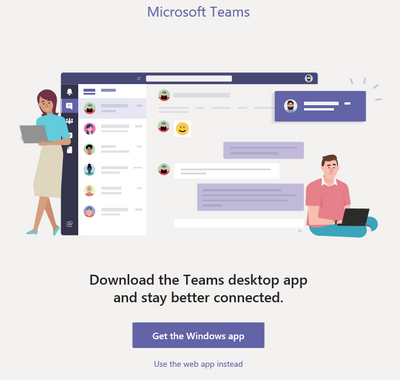 Microsoft Teams
Download the Teams desktop app
and stay better connected.
Get the Windows app
Use the web app instead